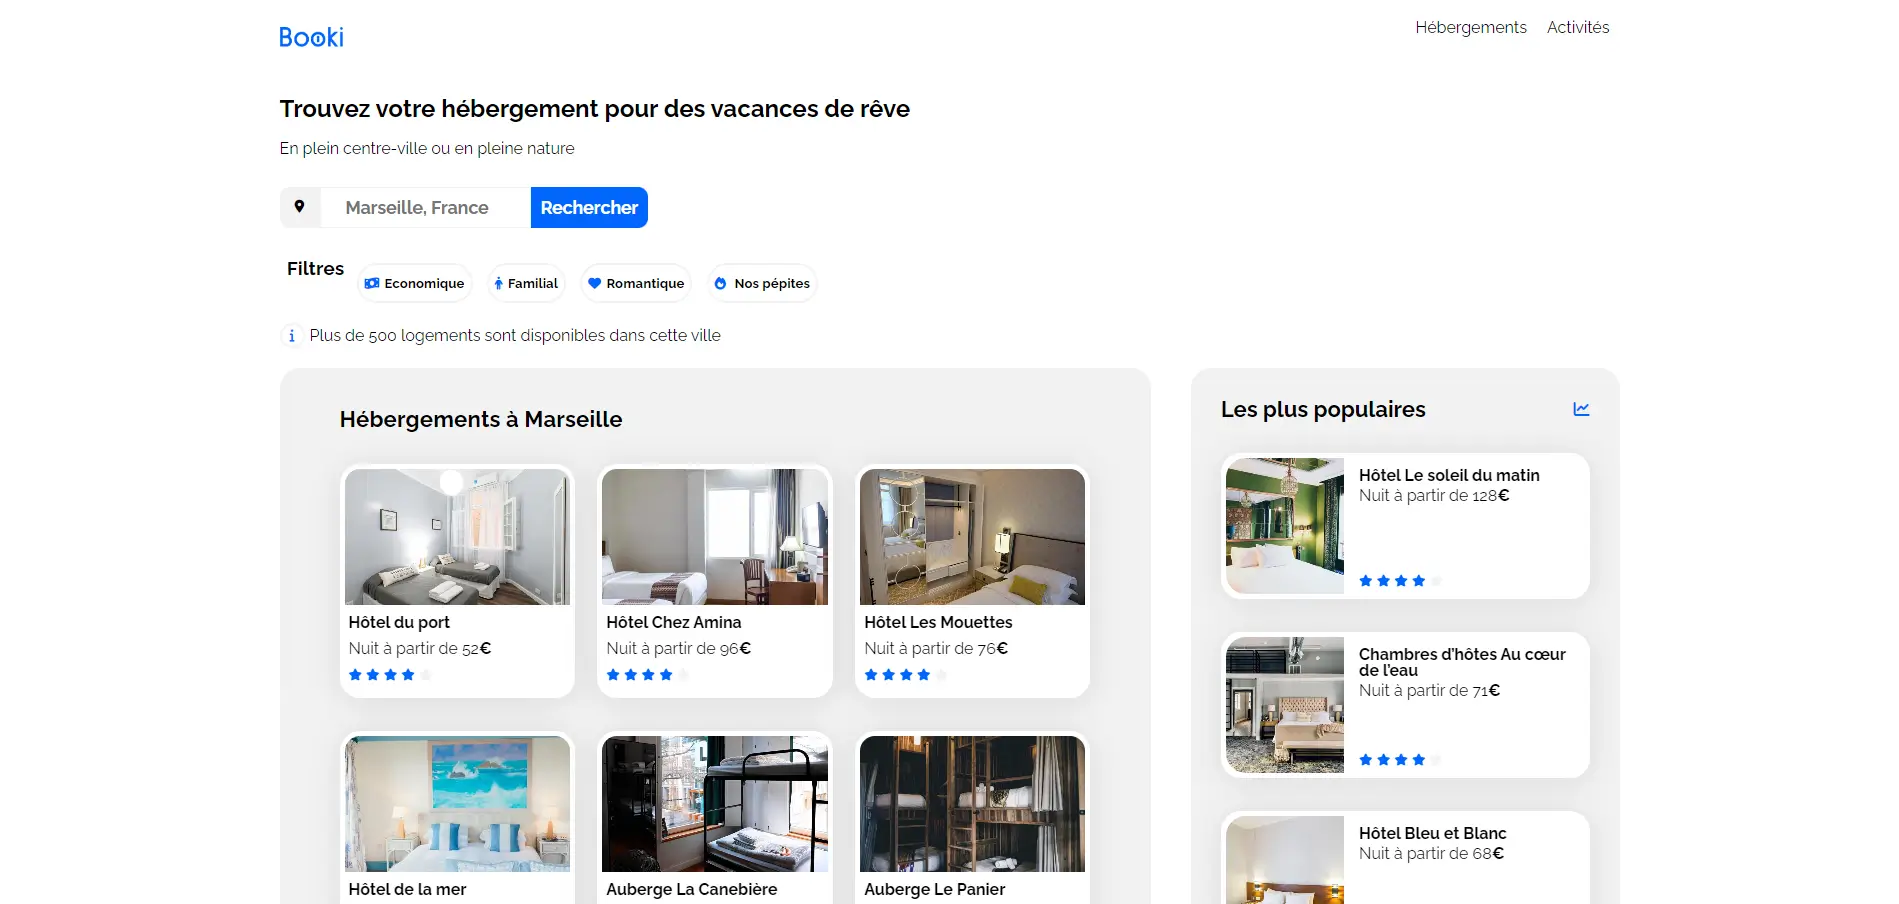 Booki
Hébergements
Activités
Trouvez votre hébergement pour des vacances de rêve
En plein centre-ville ou en pleine nature
Marseille, France
Rechercher
Filtres
Economique
Familial
Romantique
Nos pépites
Plus de 500 logements sont disponibles dans cette ville
Hébergements à Marseille
Hôtel du port
Nuit à partir de 52€
Hôtel Chez Amina
Nuit à partir de 96€
Hôtel Les Mouettes
Nuit à partir de 76€
Hôtel de la mer
Auberge La Canebière
Auberge Le Panier
Les plus populaires
Hôtel Le soleil du matin
Nuit à partir de 128€
Chambres d’hôtes Au cœur
de l’eau
Nuit à partir de 71€
Hôtel Bleu et Blanc
Nuit à partir de 68€